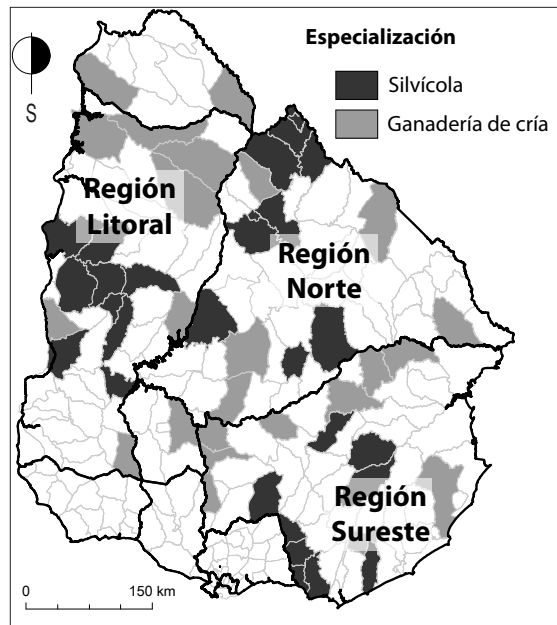 Especialización
Silvícola
Ganadería de cría
S
Región
Litoral
Región
Norte
Región
Sureste
0 150 km